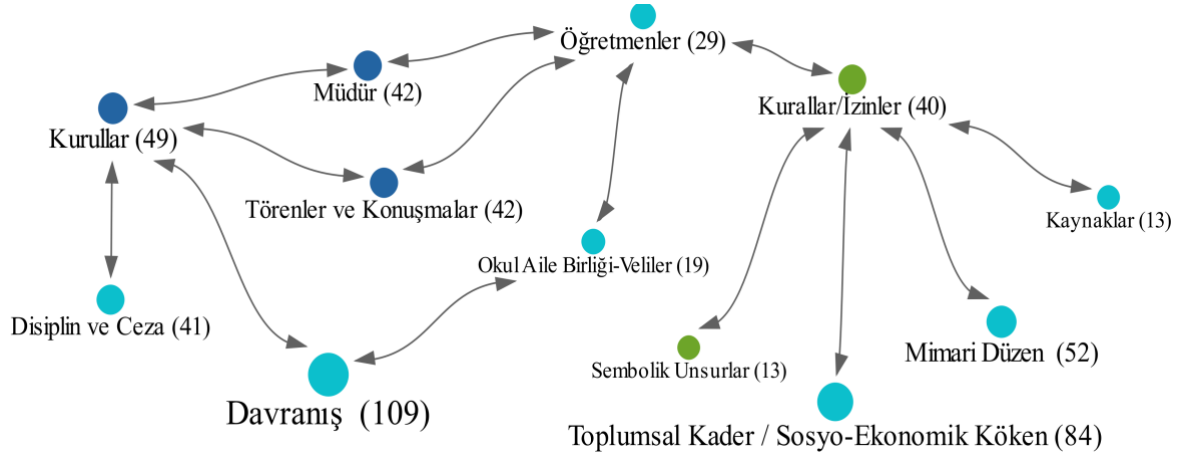 Öğretmenler (29)
Müdür (42)
Kurallar/İzinler (40)
Kurullar (49)
Törenler ve Konuşmalar (42)
Kaynaklar (13)
Okul Aile Birliği-Veliler (19)
Disiplin ve Ceza (41)
Mimari Düzen (52)
Sembolik Unsurlar (13)
Davranış (109)
Toplumsal Kader / Sosyo-Ekonomik Köken (84)